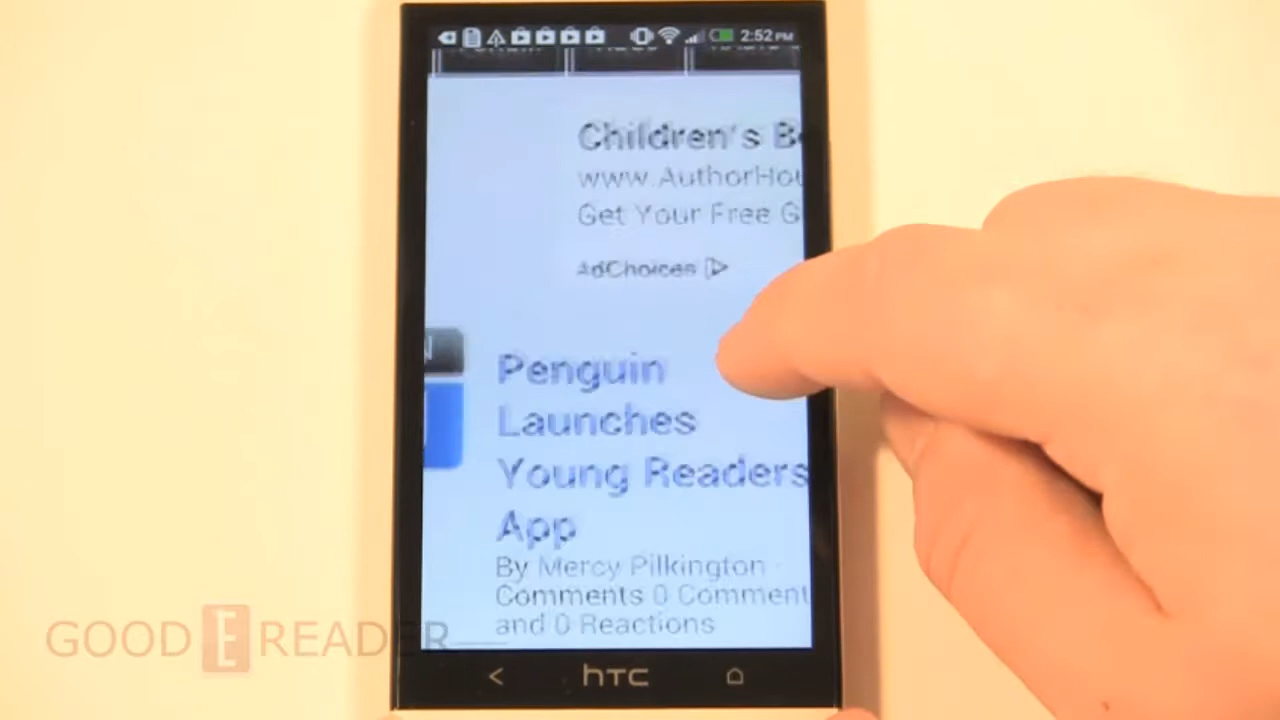 2:52 PM
Children's B
www.AuthorHou
Get Your Free G
AdChoices
N
Penguin
Launches
Young Readers
App
By Mercy Pilkington -
Comments 0 Comment
and 0 Reactions
GOOD E READER
hTC